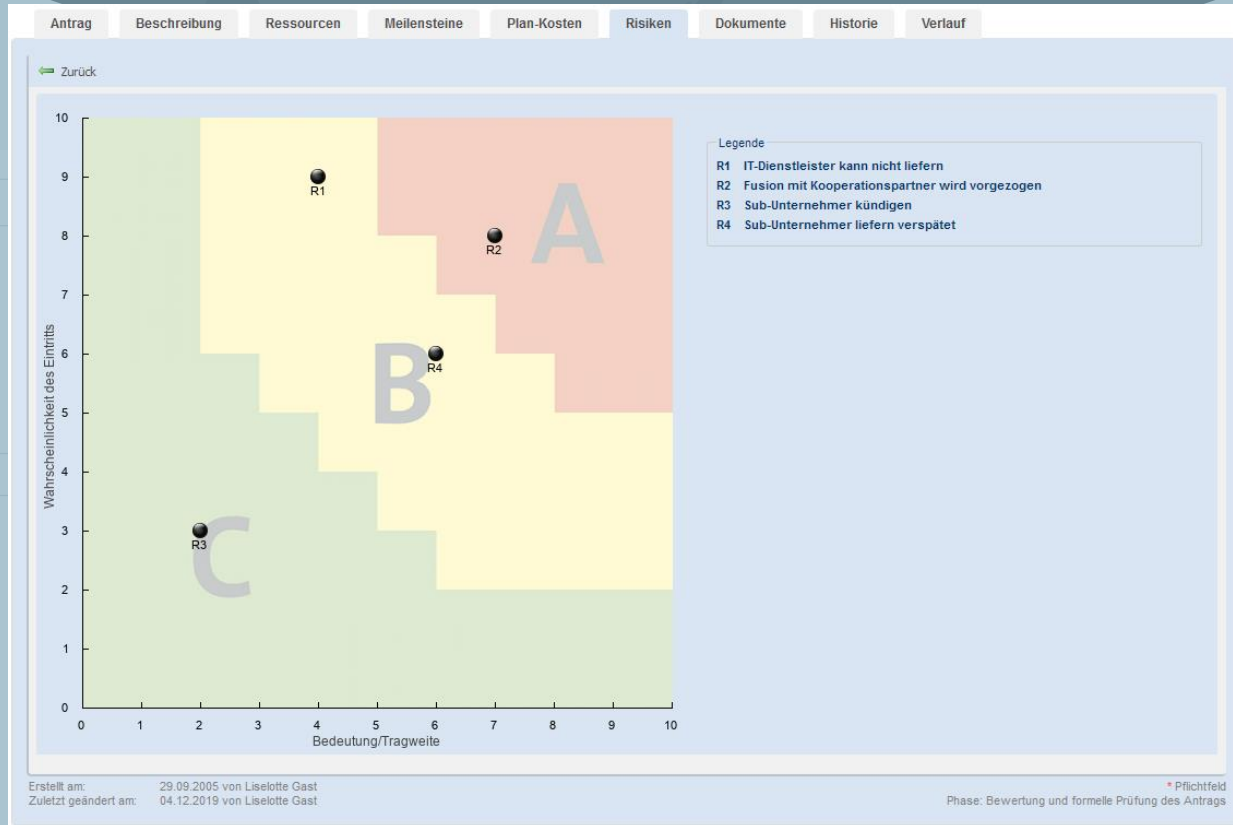 Antrag Beschreibung Ressourcen Meilensteine Plan-Kosten Risiken Dokumente Historie Verlauf
Zurück
10
9
8
7
6
5
4
3
2
1
0
Wahrscheinlichkeit des Eintritts
R1
A
R2
B
R4
C
R3
0 1 2 3 4 5 6 7 8 9 10
Bedeutung/Tragweite
Legende
R1 IT-Dienstleister kann nicht liefern
R2 Fusion mit Kooperationspartner wird vorgezogen
R3 Sub-Unternehmer kündigen
R4 Sub-Unternehmer liefern verspätet
Erstellt am: 29.09.2005 von Liselotte Gast
Zuletzt geändert am: 04.12.2019 von Liselotte Gast
* Pflichtfeld
Phase: Bewertung und formelle Prüfung des Antrags